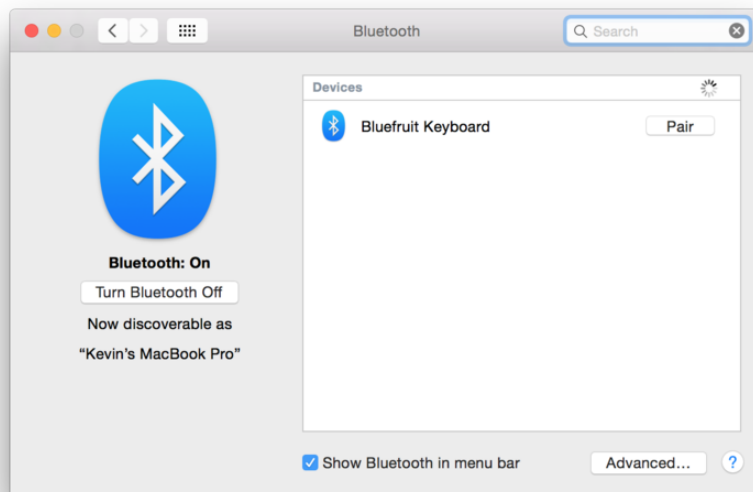 Bluetooth
Search
Devices
Bluefruit Keyboard
Pair
Bluetooth: On
Turn Bluetooth Off
Now discoverable as
“Kevin’s MacBook Pro”
Show Bluetooth in menu bar
Advanced...
?